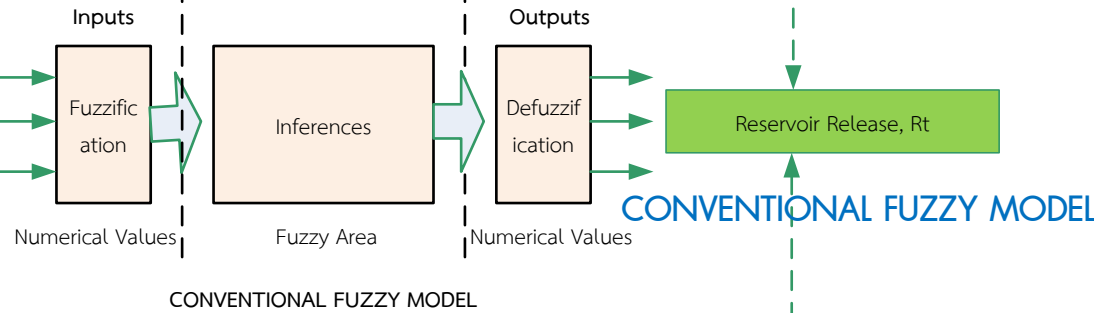 Inputs
Outputs
Fuzzific
ation
Inferences
Defuzzif
ication
Reservoir Release, Rt
CONVENTIONAL FUZZY MODEL
Numerical Values
Fuzzy Area
Numerical Values
CONVENTIONAL FUZZY MODEL